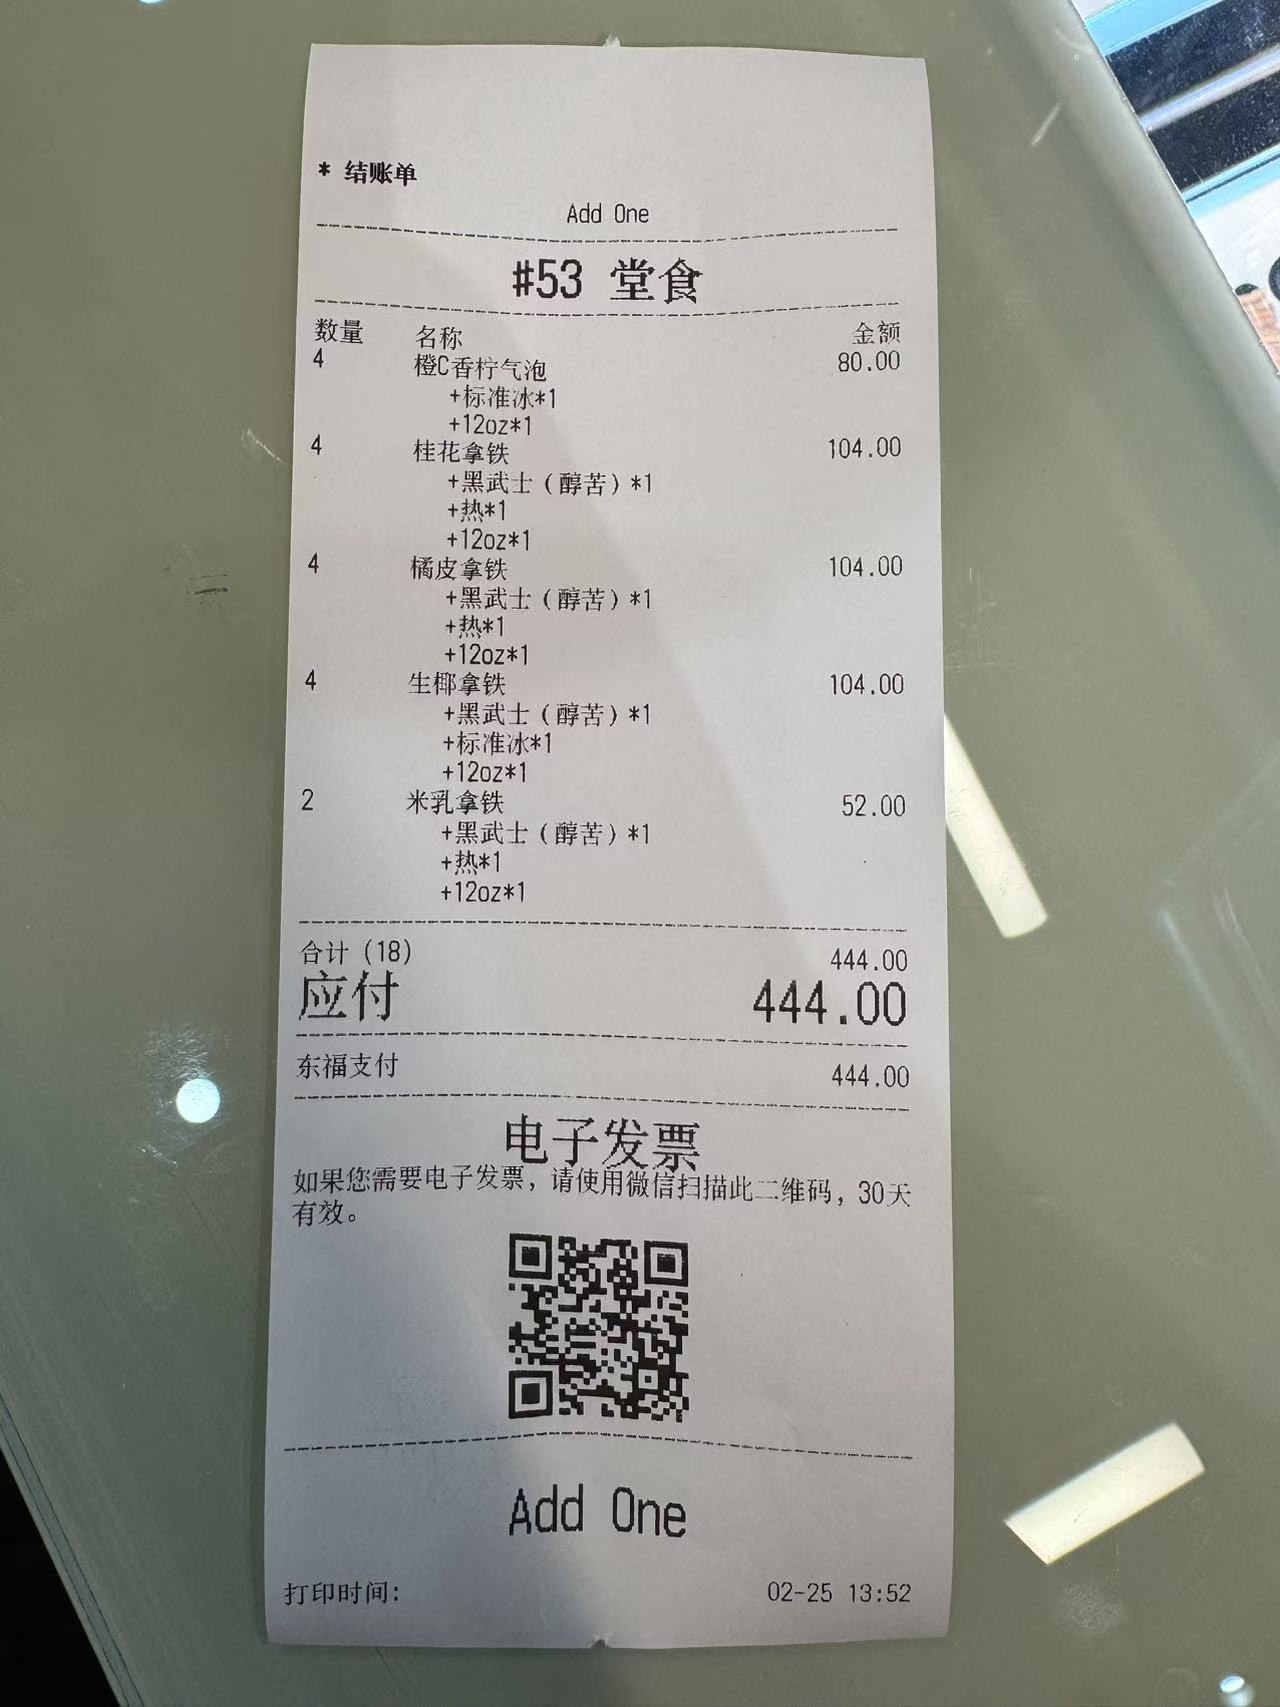 * 结账单
Add One
#53 堂食
数量 名称 金额
4 橙C香柠气泡 80.00
+标准冰*1
+12oz*1
4 桂花拿铁 104.00
+黑武士（醇苦）*1
+热*1
+12oz*1
4 橘皮拿铁 104.00
+黑武士（醇苦）*1
+热*1
+12oz*1
4 生椰拿铁 104.00
+黑武士（醇苦）*1
+标准冰*1
+12oz*1
2 米乳拿铁 52.00
+黑武士（醇苦）*1
+热*1
+12oz*1
合计 (18) 444.00
应付 444.00
东福支付 444.00
电子发票
如果您需要电子发票，请使用微信扫描此二维码，30天
有效。
Add One
打印时间: 02-25 13:52